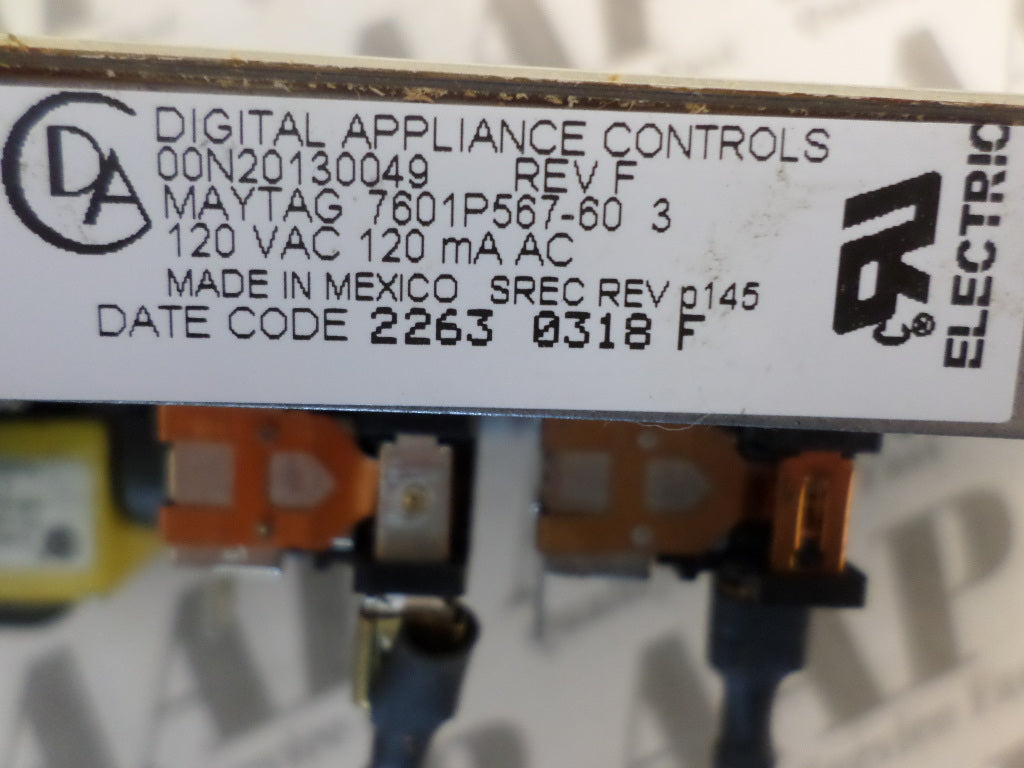 DA
DIGITAL APPLIANCE CONTROLS
00N20130049 REV F
MAYTAG 7601P567-60 3
120 VAC 120 mA AC
MADE IN MEXICO SREC REV p145
DATE CODE 2263 0318 F
C ®
ELECTRIC